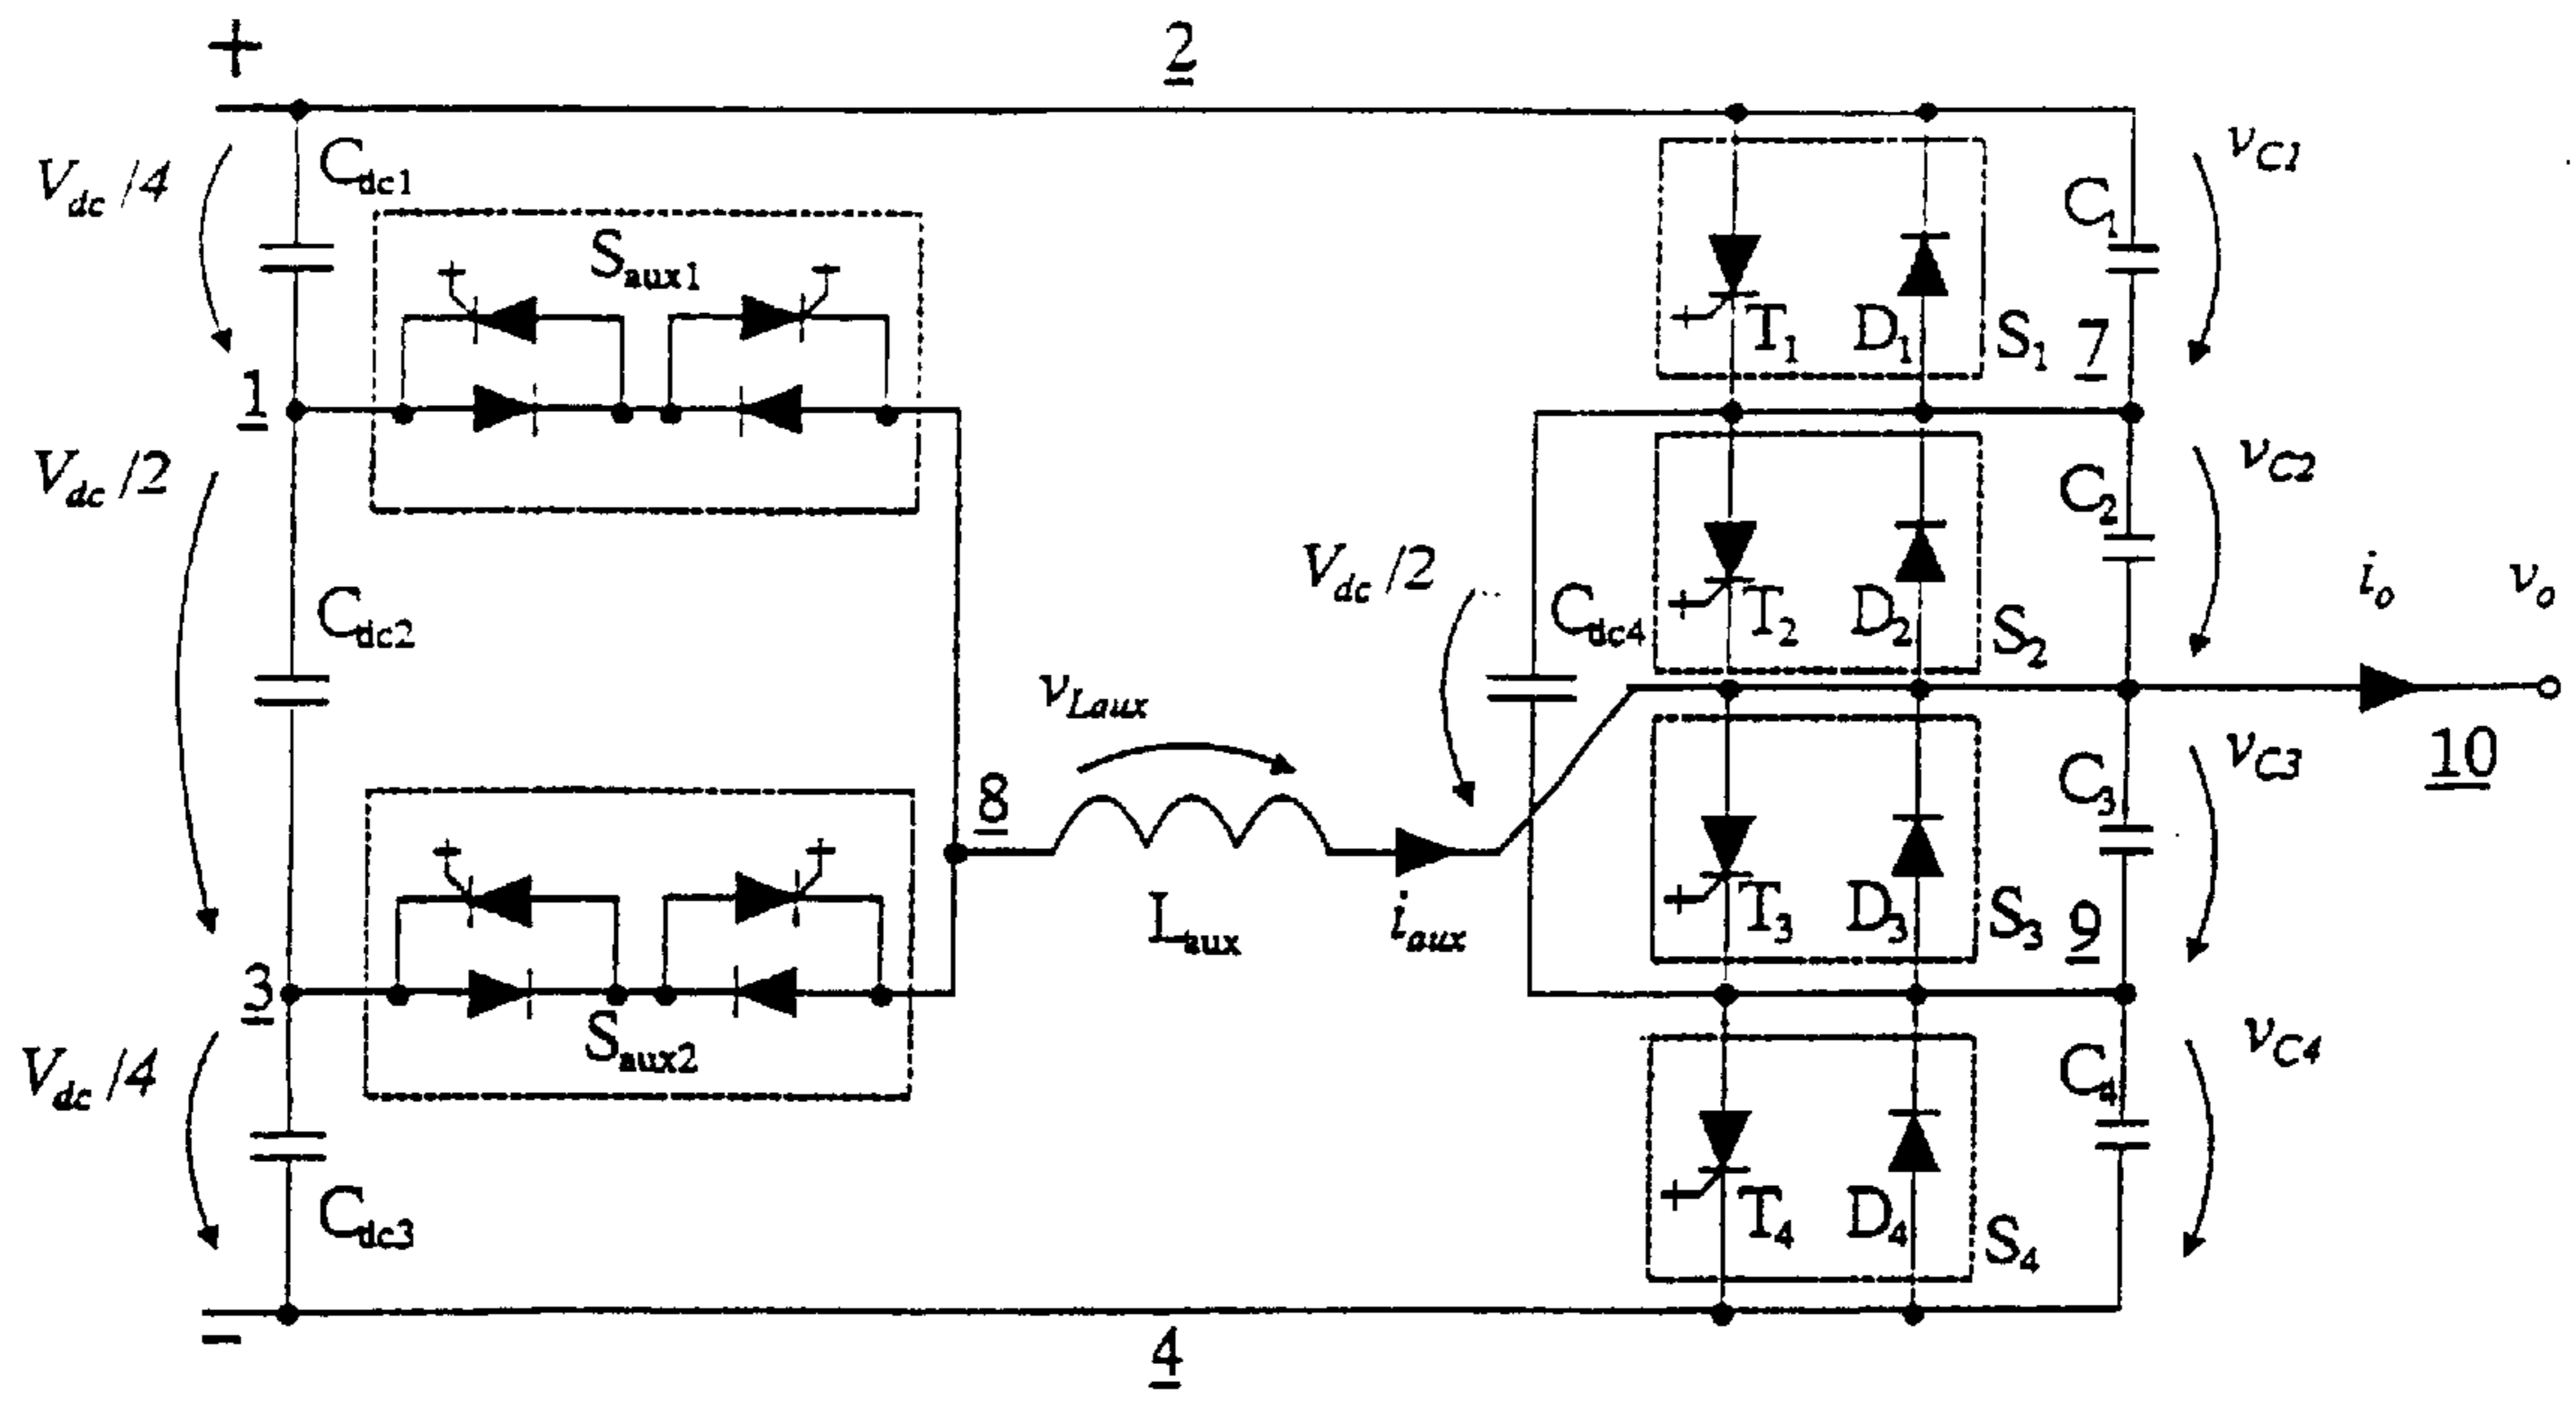 +
2
V_dc /4
C_dc1
S_aux1
v_C1
C_1
T_1 D_1 S_1 7
1
V_dc /2
C_dc2
v_C2
C_2
V_dc /2
C_dc4
T_2 D_2 S_2
i_o v_o
10
v_Laux
8
L_aux
i_aux
v_C3
C_3
T_3 D_3 S_3 9
3
S_aux2
V_dc /4
C_dc3
v_C4
C_4
T_4 D_4 S_4
−
4